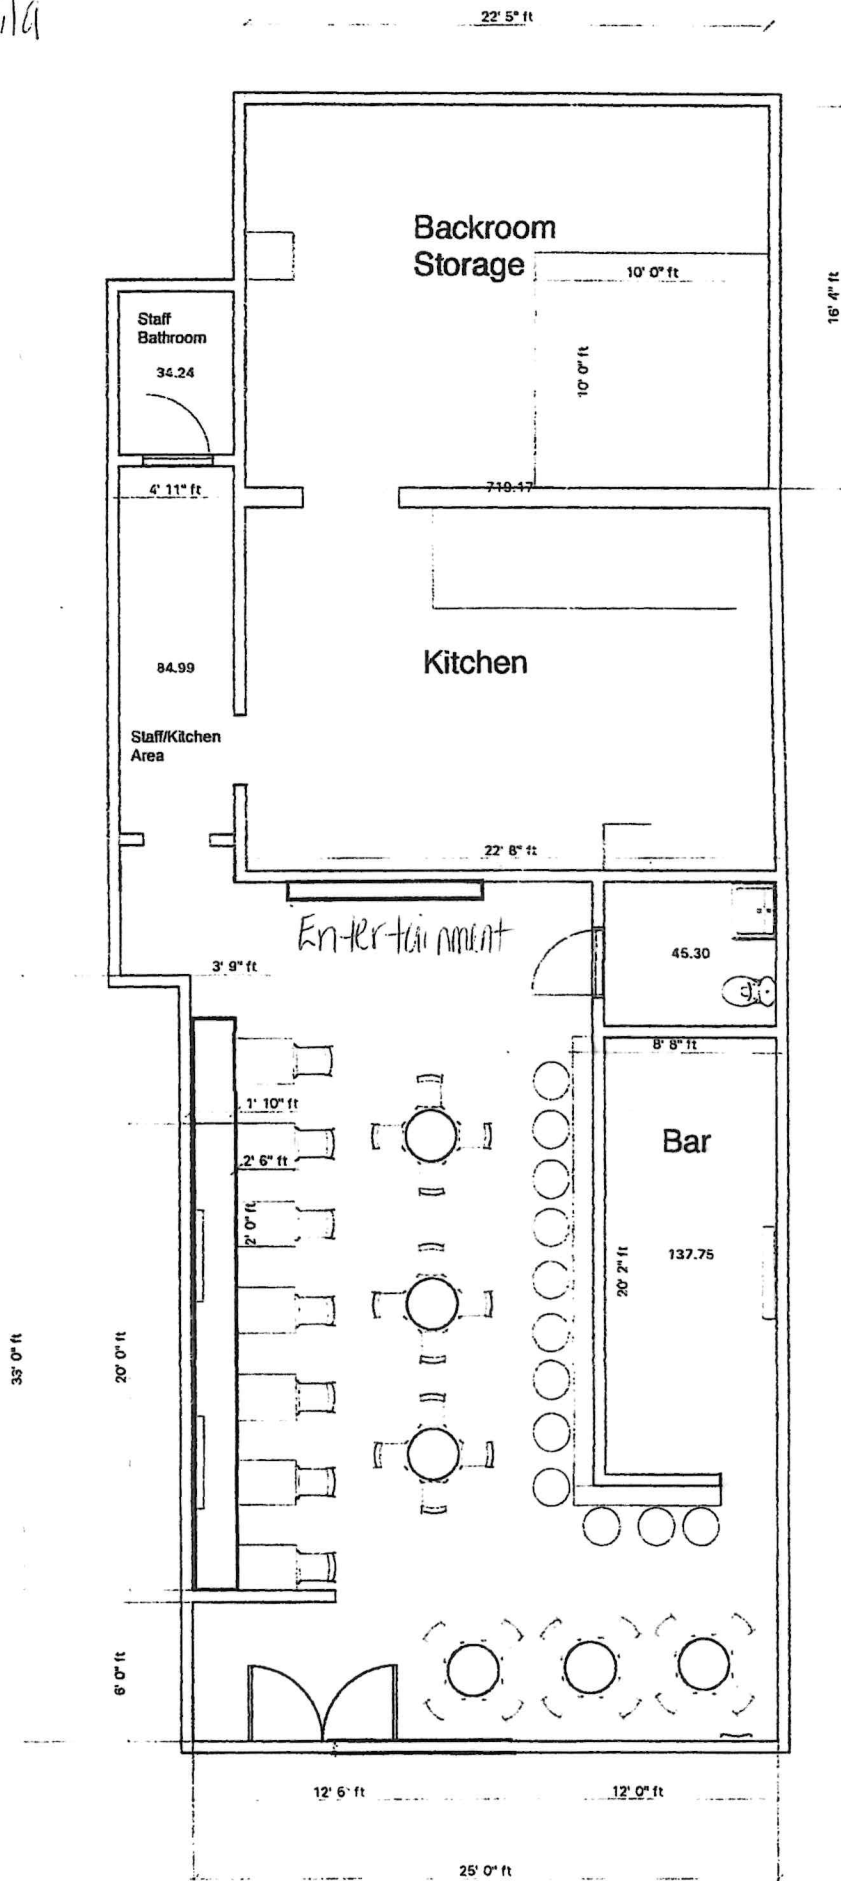 22' 5" ft
Backroom
Storage
10' 0" ft
16' 4" ft
10' 0" ft
Staff
Bathroom
34.24
4' 11" ft
719.17
Kitchen
84.99
Staff/Kitchen
Area
22' 8" ft
Entertainment
45.30
3' 9" ft
8' 8" ft
1' 10" ft
Bar
2' 6" ft
2' 0" ft
20' 2" ft
137.75
33' 0" ft
20' 0" ft
6' 0" ft
12' 6" ft
12' 0" ft
25' 0" ft